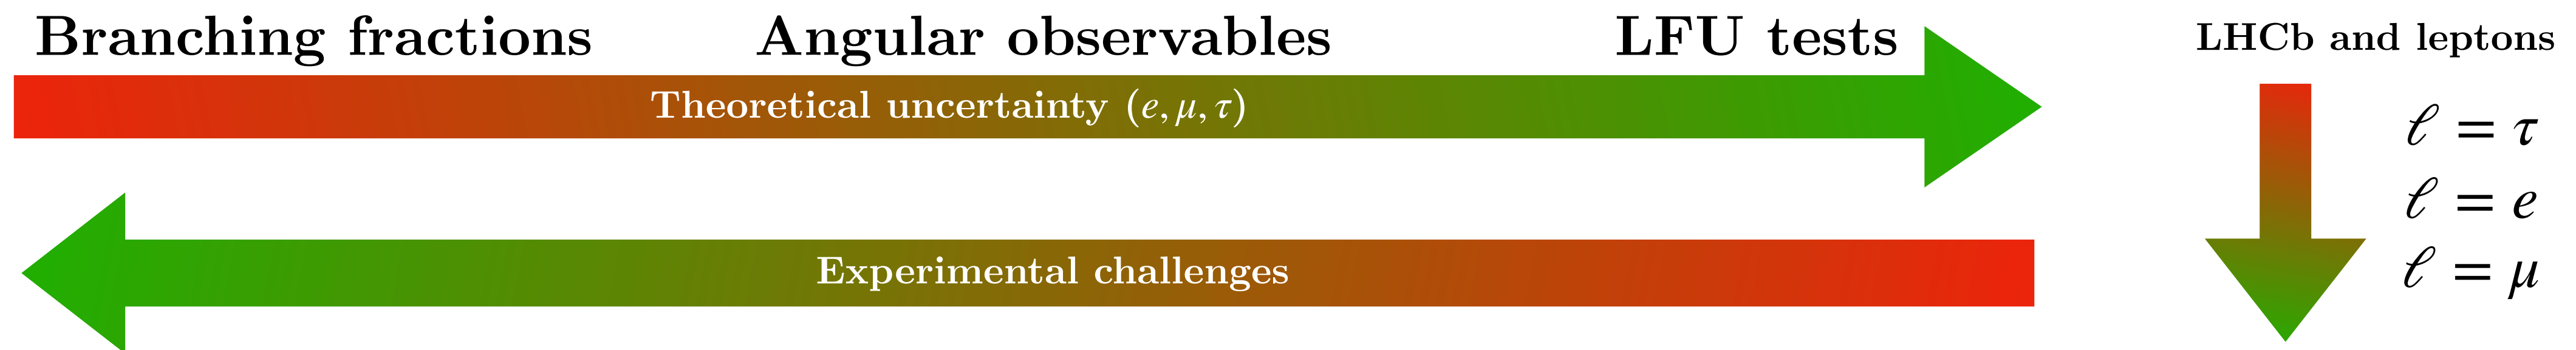 Branching fractions
Angular observables
LFU tests
Theoretical uncertainty (e, μ, τ)
Experimental challenges
LHCb and leptons
ℓ = τ
ℓ = e
ℓ = μ